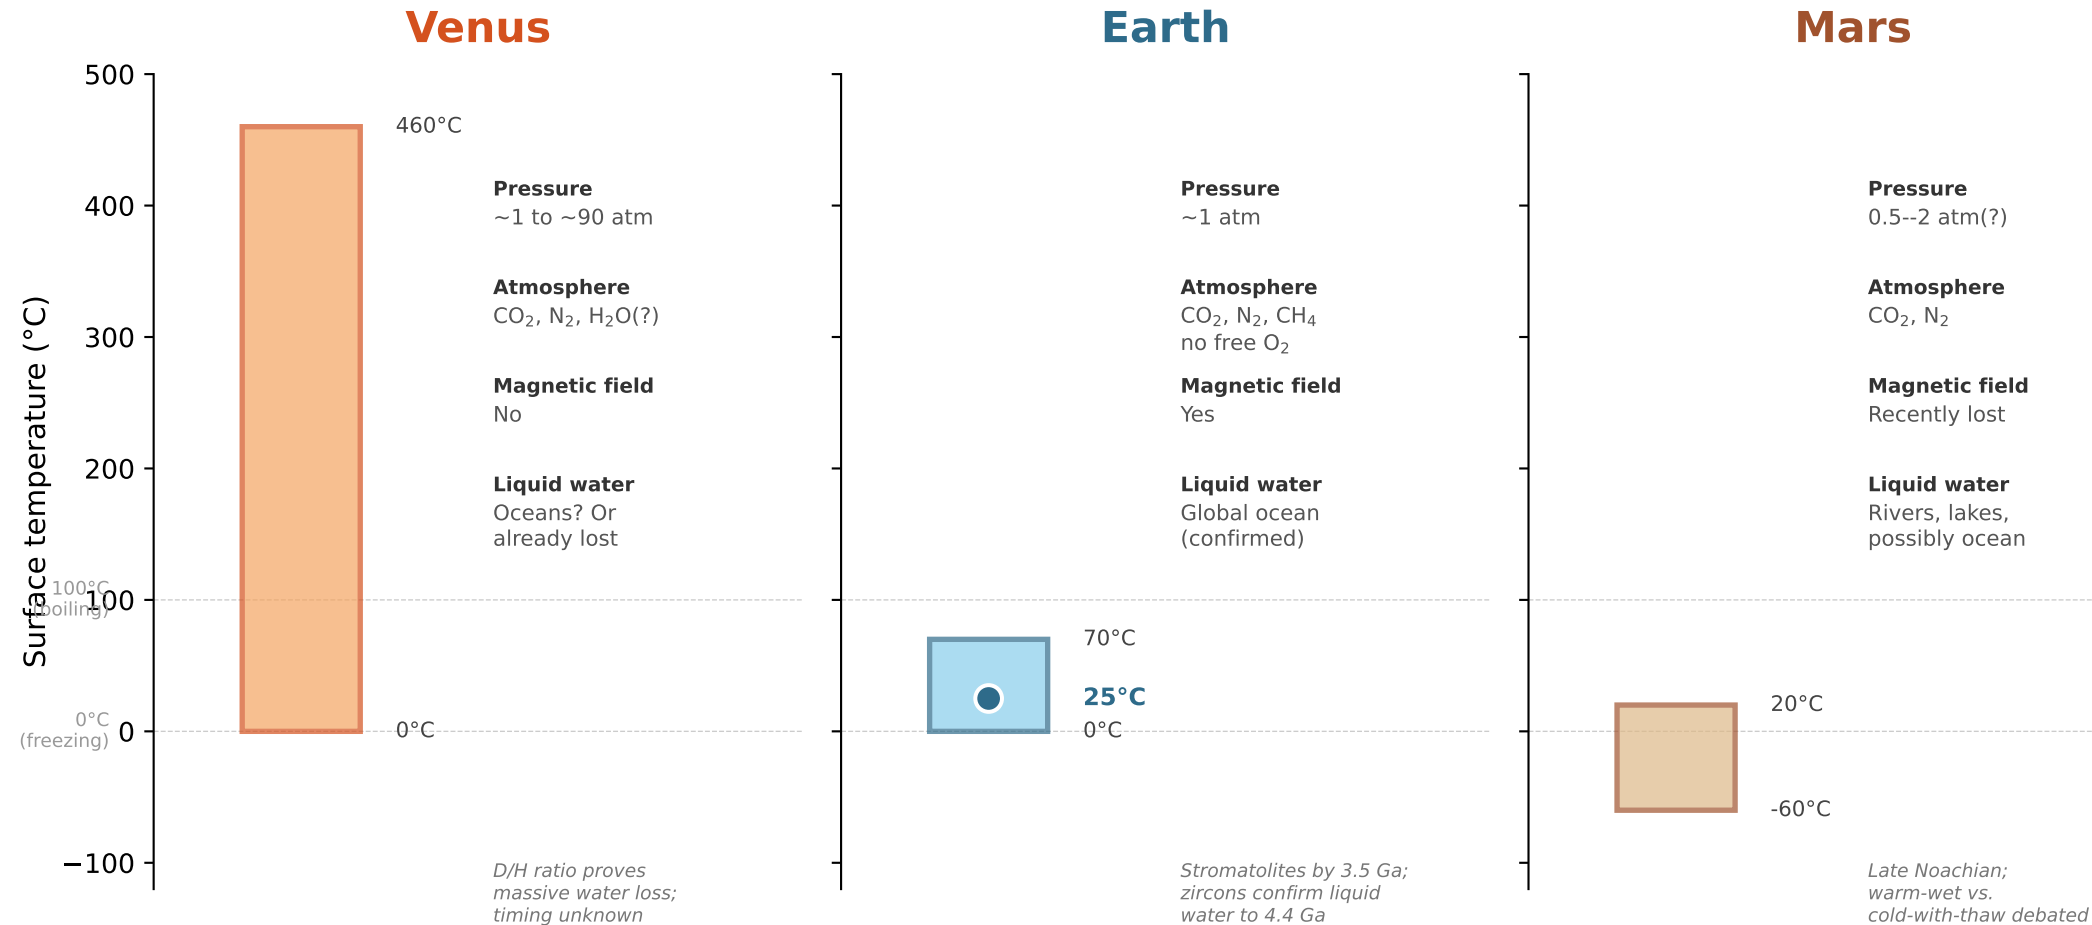 Venus
Earth
Mars
Surface temperature (°C)
500
400
300
200
100
0
−100
100°C
(boiling)
0°C
(freezing)
460°C
0°C
Pressure
~1 to ~90 atm
Atmosphere
CO₂, N₂, H₂O(?)
Magnetic field
No
Liquid water
Oceans? Or
already lost
D/H ratio proves
massive water loss;
timing unknown
70°C
25°C
0°C
Pressure
~1 atm
Atmosphere
CO₂, N₂, CH₄
no free O₂
Magnetic field
Yes
Liquid water
Global ocean
(confirmed)
Stromatolites by 3.5 Ga;
zircons confirm liquid
water to 4.4 Ga
20°C
-60°C
Pressure
0.5--2 atm(?)
Atmosphere
CO₂, N₂
Magnetic field
Recently lost
Liquid water
Rivers, lakes,
possibly ocean
Late Noachian;
warm-wet vs.
cold-with-thaw debated